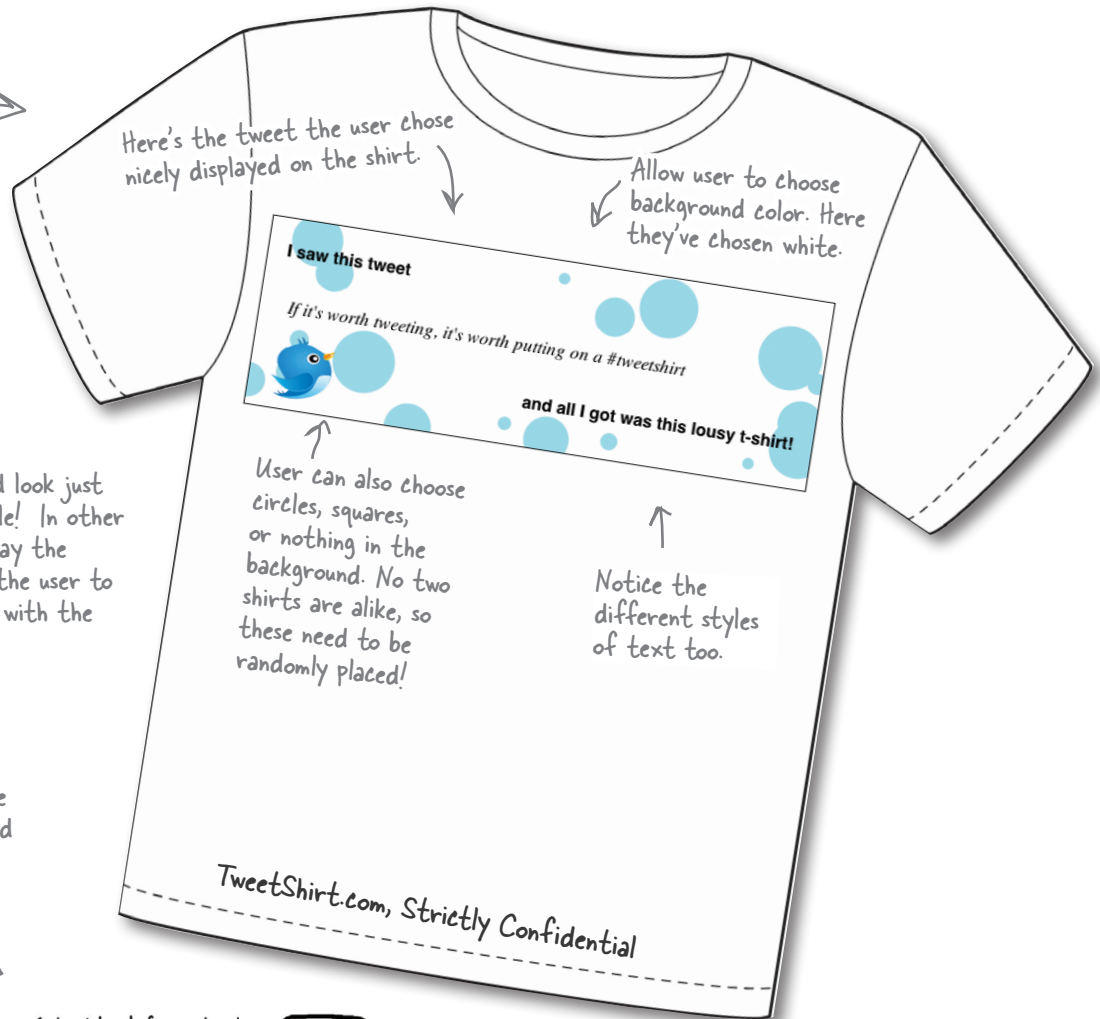 Here's the tweet the user chose
nicely displayed on the shirt.
Allow user to choose
background color. Here
they've chosen white.
I saw this tweet
If it's worth tweeting, it's worth putting on a #tweetshirt
and all I got was this lousy t-shirt!
User can also choose
circles, squares,
or nothing in the
background. No two
shirts are alike, so
these need to be
randomly placed!
Notice the
different styles
of text too.
look just
In other
the
the user to
with the
TweetShirt.com, Strictly Confidential